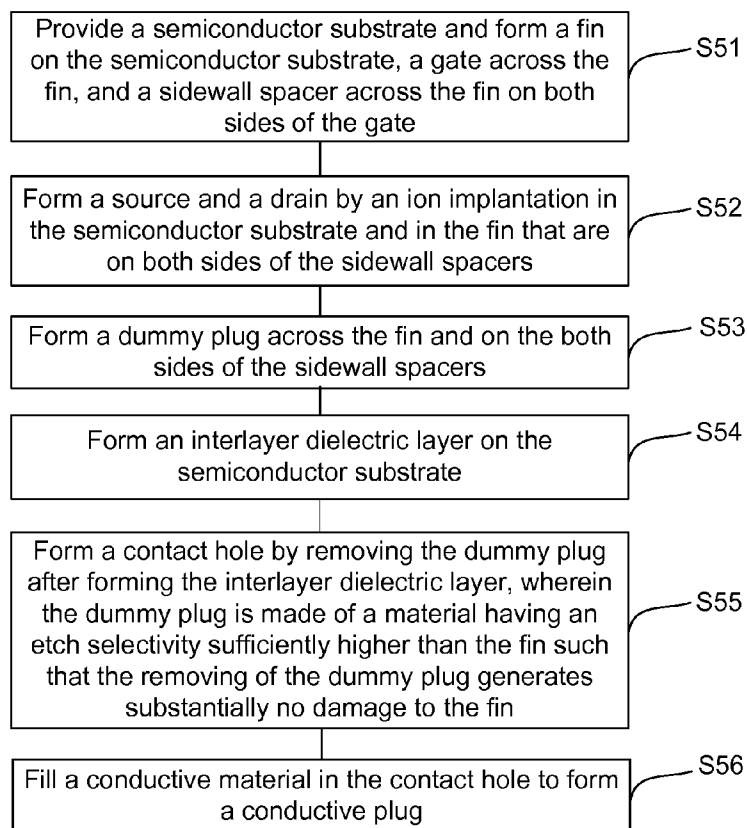 Provide a semiconductor substrate and form a fin
on the semiconductor substrate, a gate across the
fin, and a sidewall spacer across the fin on both
sides of the gate
S51
Form a source and a drain by an ion implantation in
the semiconductor substrate and in the fin that are
on both sides of the sidewall spacers
S52
Form a dummy plug across the fin and on the both
sides of the sidewall spacers
S53
Form an interlayer dielectric layer on the
semiconductor substrate
S54
Form a contact hole by removing the dummy plug
after forming the interlayer dielectric layer, wherein
the dummy plug is made of a material having an
etch selectivity sufficiently higher than the fin such
that the removing of the dummy plug generates
substantially no damage to the fin
S55
Fill a conductive material in the contact hole to form
a conductive plug
S56